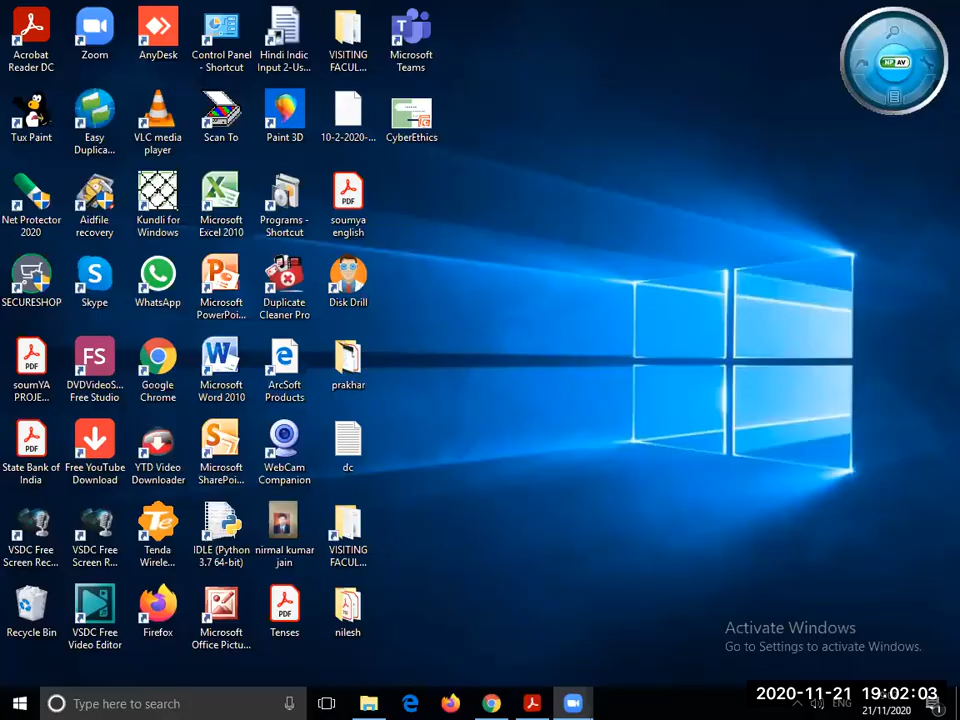 Acrobat
Reader DC
Zoom
AnyDesk
Control Panel
- Shortcut
Hindi Indic
Input 2-Us...
VISITING
FACUL...
Microsoft
Teams
NP AV
Tux Paint
Easy
Duplica...
VLC media
player
Scan To
Paint 3D
10-2-2020-...
CyberEthics
Net Protector
2020
Aidfile
recovery
Kundli for
Windows
Microsoft
Excel 2010
Programs -
Shortcut
PDF
soumya
english
SECURESHOP
Skype
WhatsApp
Microsoft
PowerPoi...
Duplicate
Cleaner Pro
Disk Drill
PDF
soumYA
PROJE...
FS
DVDVideoS...
Free Studio
Google
Chrome
Microsoft
Word 2010
ArcSoft
Products
prakhar
PDF
State Bank of
India
Free YouTube
Download
YTD Video
Downloader
Microsoft
SharePoi...
WebCam
Companion
dc
VSDC Free
Screen Rec...
VSDC Free
Screen R...
Tenda
Wirele...
IDLE (Python
3.7 64-bit)
nirmal kumar
jain
VISITING
FACUL...
Recycle Bin
VSDC Free
Video Editor
Firefox
Microsoft
Office Pictu...
PDF
Tenses
nilesh
Activate Windows
Go to Settings to activate Windows.
Type here to search
2020-11-21 19:02:03
ENG
21/11/2020